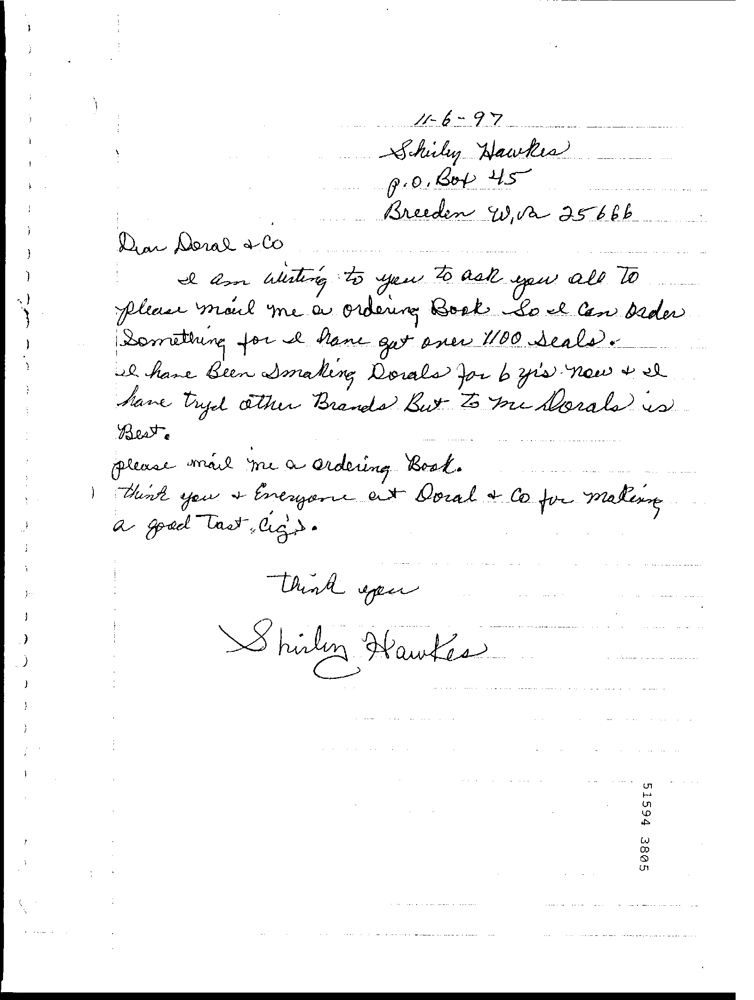 11-6-97
Shirley Hawkes
P.O. Box 45
Breeden W,Va 25666
Dear Doral & Co
I am writing to you to ask you all to
please mail me a ordering Book So I Can order
Something for I have got over 1100 seals.
I have Been Smoking Dorals for 6 yrs now & I
have tryd other Brands But to me Dorals is
Best.
please mail me a ordering Book.
Think you & Everyone at Doral & Co for making
a good Tast, Cig's.
think you
Shirley Hawkes
51594 3805